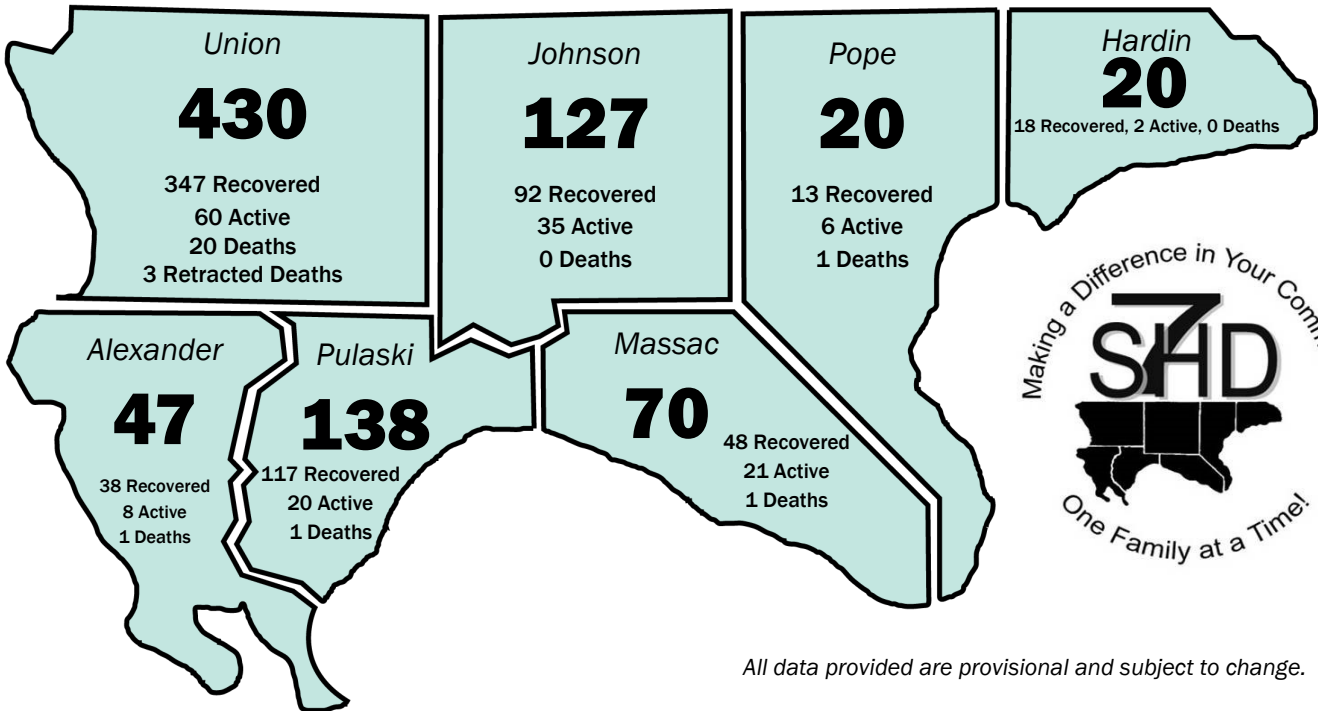 Union
430
347 Recovered
60 Active
20 Deaths
3 Retracted Deaths
Johnson
127
92 Recovered
35 Active
0 Deaths
Pope
20
13 Recovered
6 Active
1 Deaths
Hardin
20
18 Recovered, 2 Active, 0 Deaths
Alexander
47
38 Recovered
8 Active
1 Deaths
Pulaski
138
117 Recovered
20 Active
1 Deaths
Massac
70
48 Recovered
21 Active
1 Deaths
Making a Difference in Your
S7HD
One Family at a Time!
All data provided are provisional and subject to change.